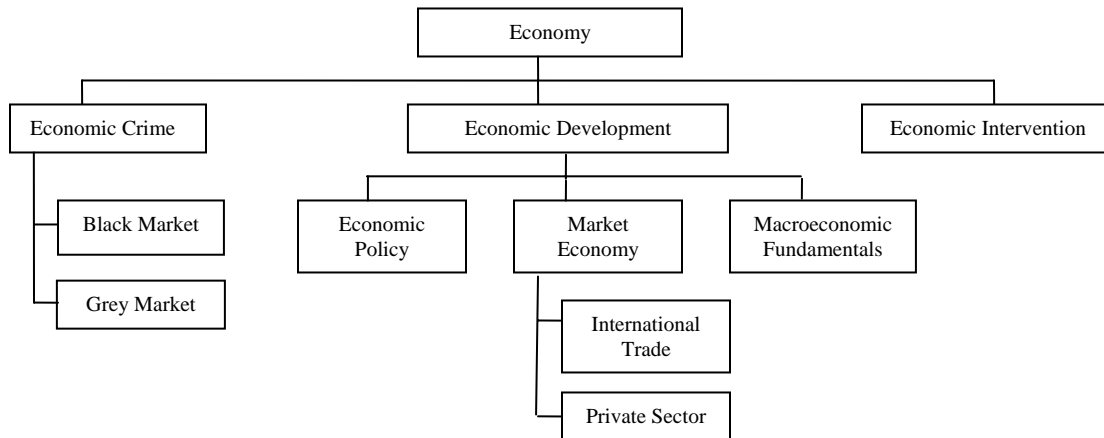 Economy
Economic Crime
Economic Development
Economic Intervention
Black Market
Grey Market
Economic
Policy
Market
Economy
Macroeconomic
Fundamentals
International
Trade
Private Sector